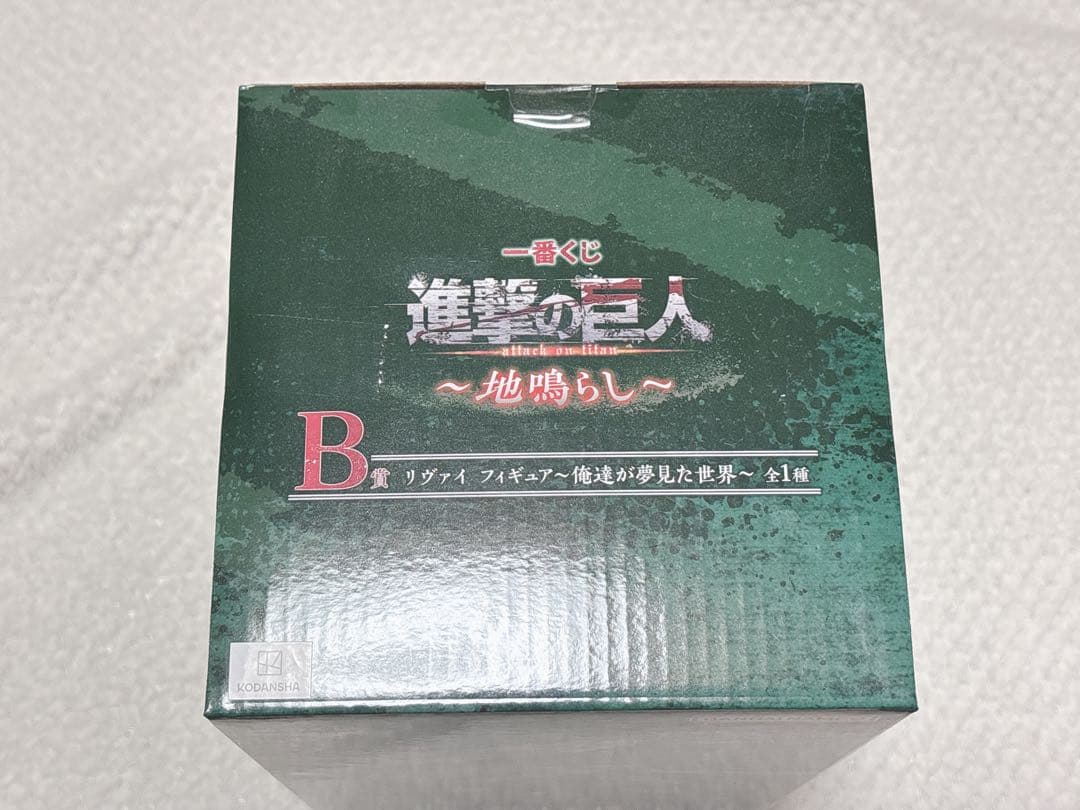 一番くじ
進撃の巨人
attack on titan
～地鳴らし～
B賞 リヴァイ フィギュア～俺達が夢見た世界～ 全1種
KODANSHA